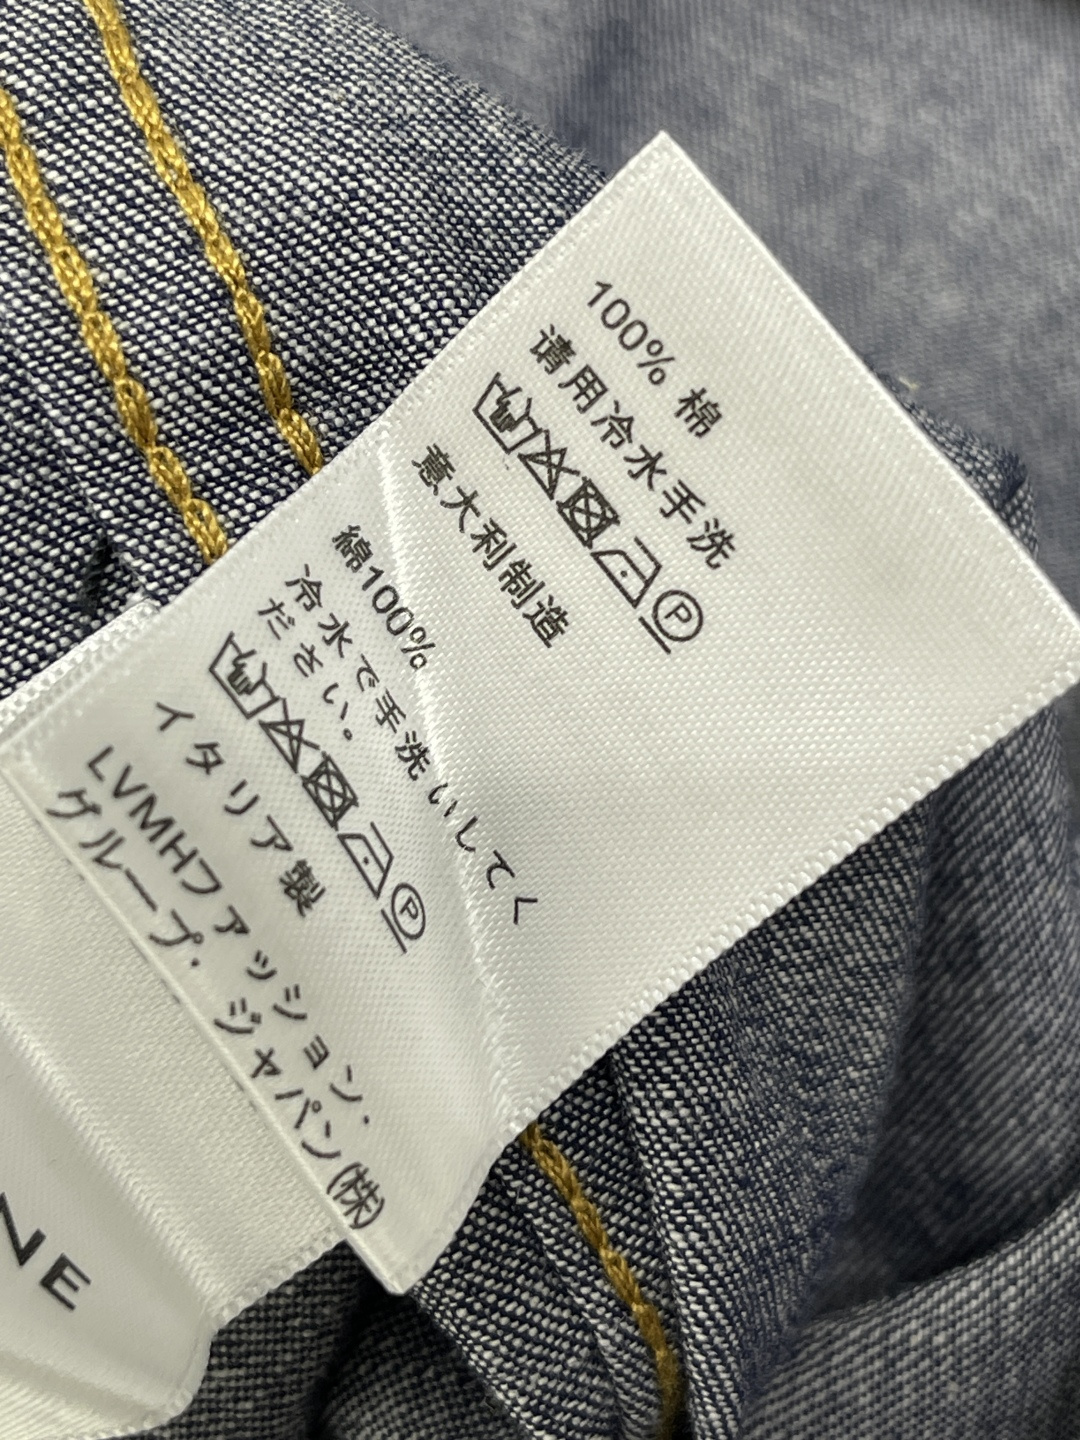 100% 棉
请用冷水手洗
P
意大利制造
綿100%
冷水で手洗いしてく
ださい。
P
イタリア製
LVMHファッション・
グループ・ジャパン(株)
NE